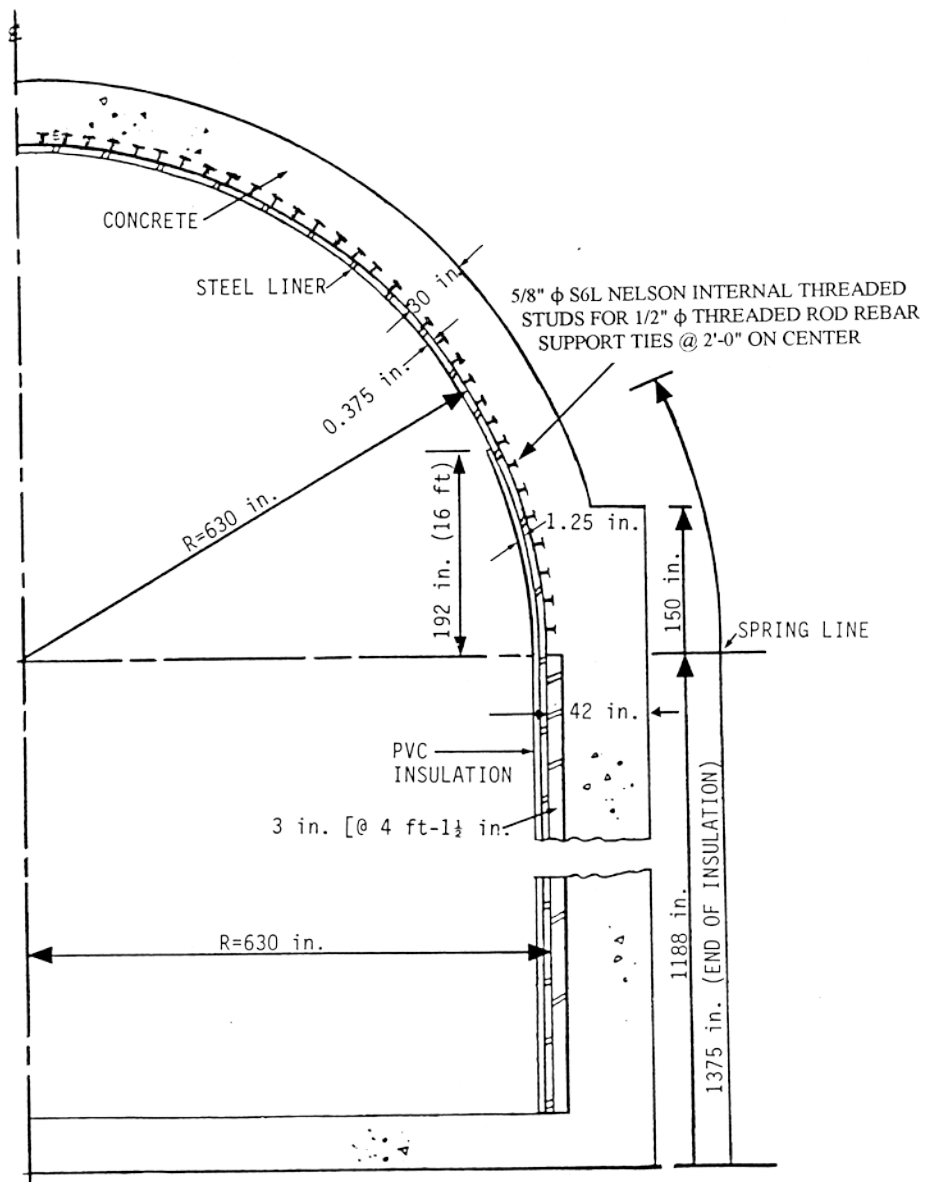 ℄
CONCRETE
STEEL LINER
30 in.
5/8" ϕ S6L NELSON INTERNAL THREADED
STUDS FOR 1/2" ϕ THREADED ROD REBAR
SUPPORT TIES @ 2'-0" ON CENTER
0.375 in.
R=630 in.
192 in. (16 ft)
1.25 in.
150 in.
SPRING LINE
42 in.
PVC
INSULATION
3 in. [@ 4 ft-1½ in.
R=630 in.
1188 in.
1375 in. (END OF INSULATION)